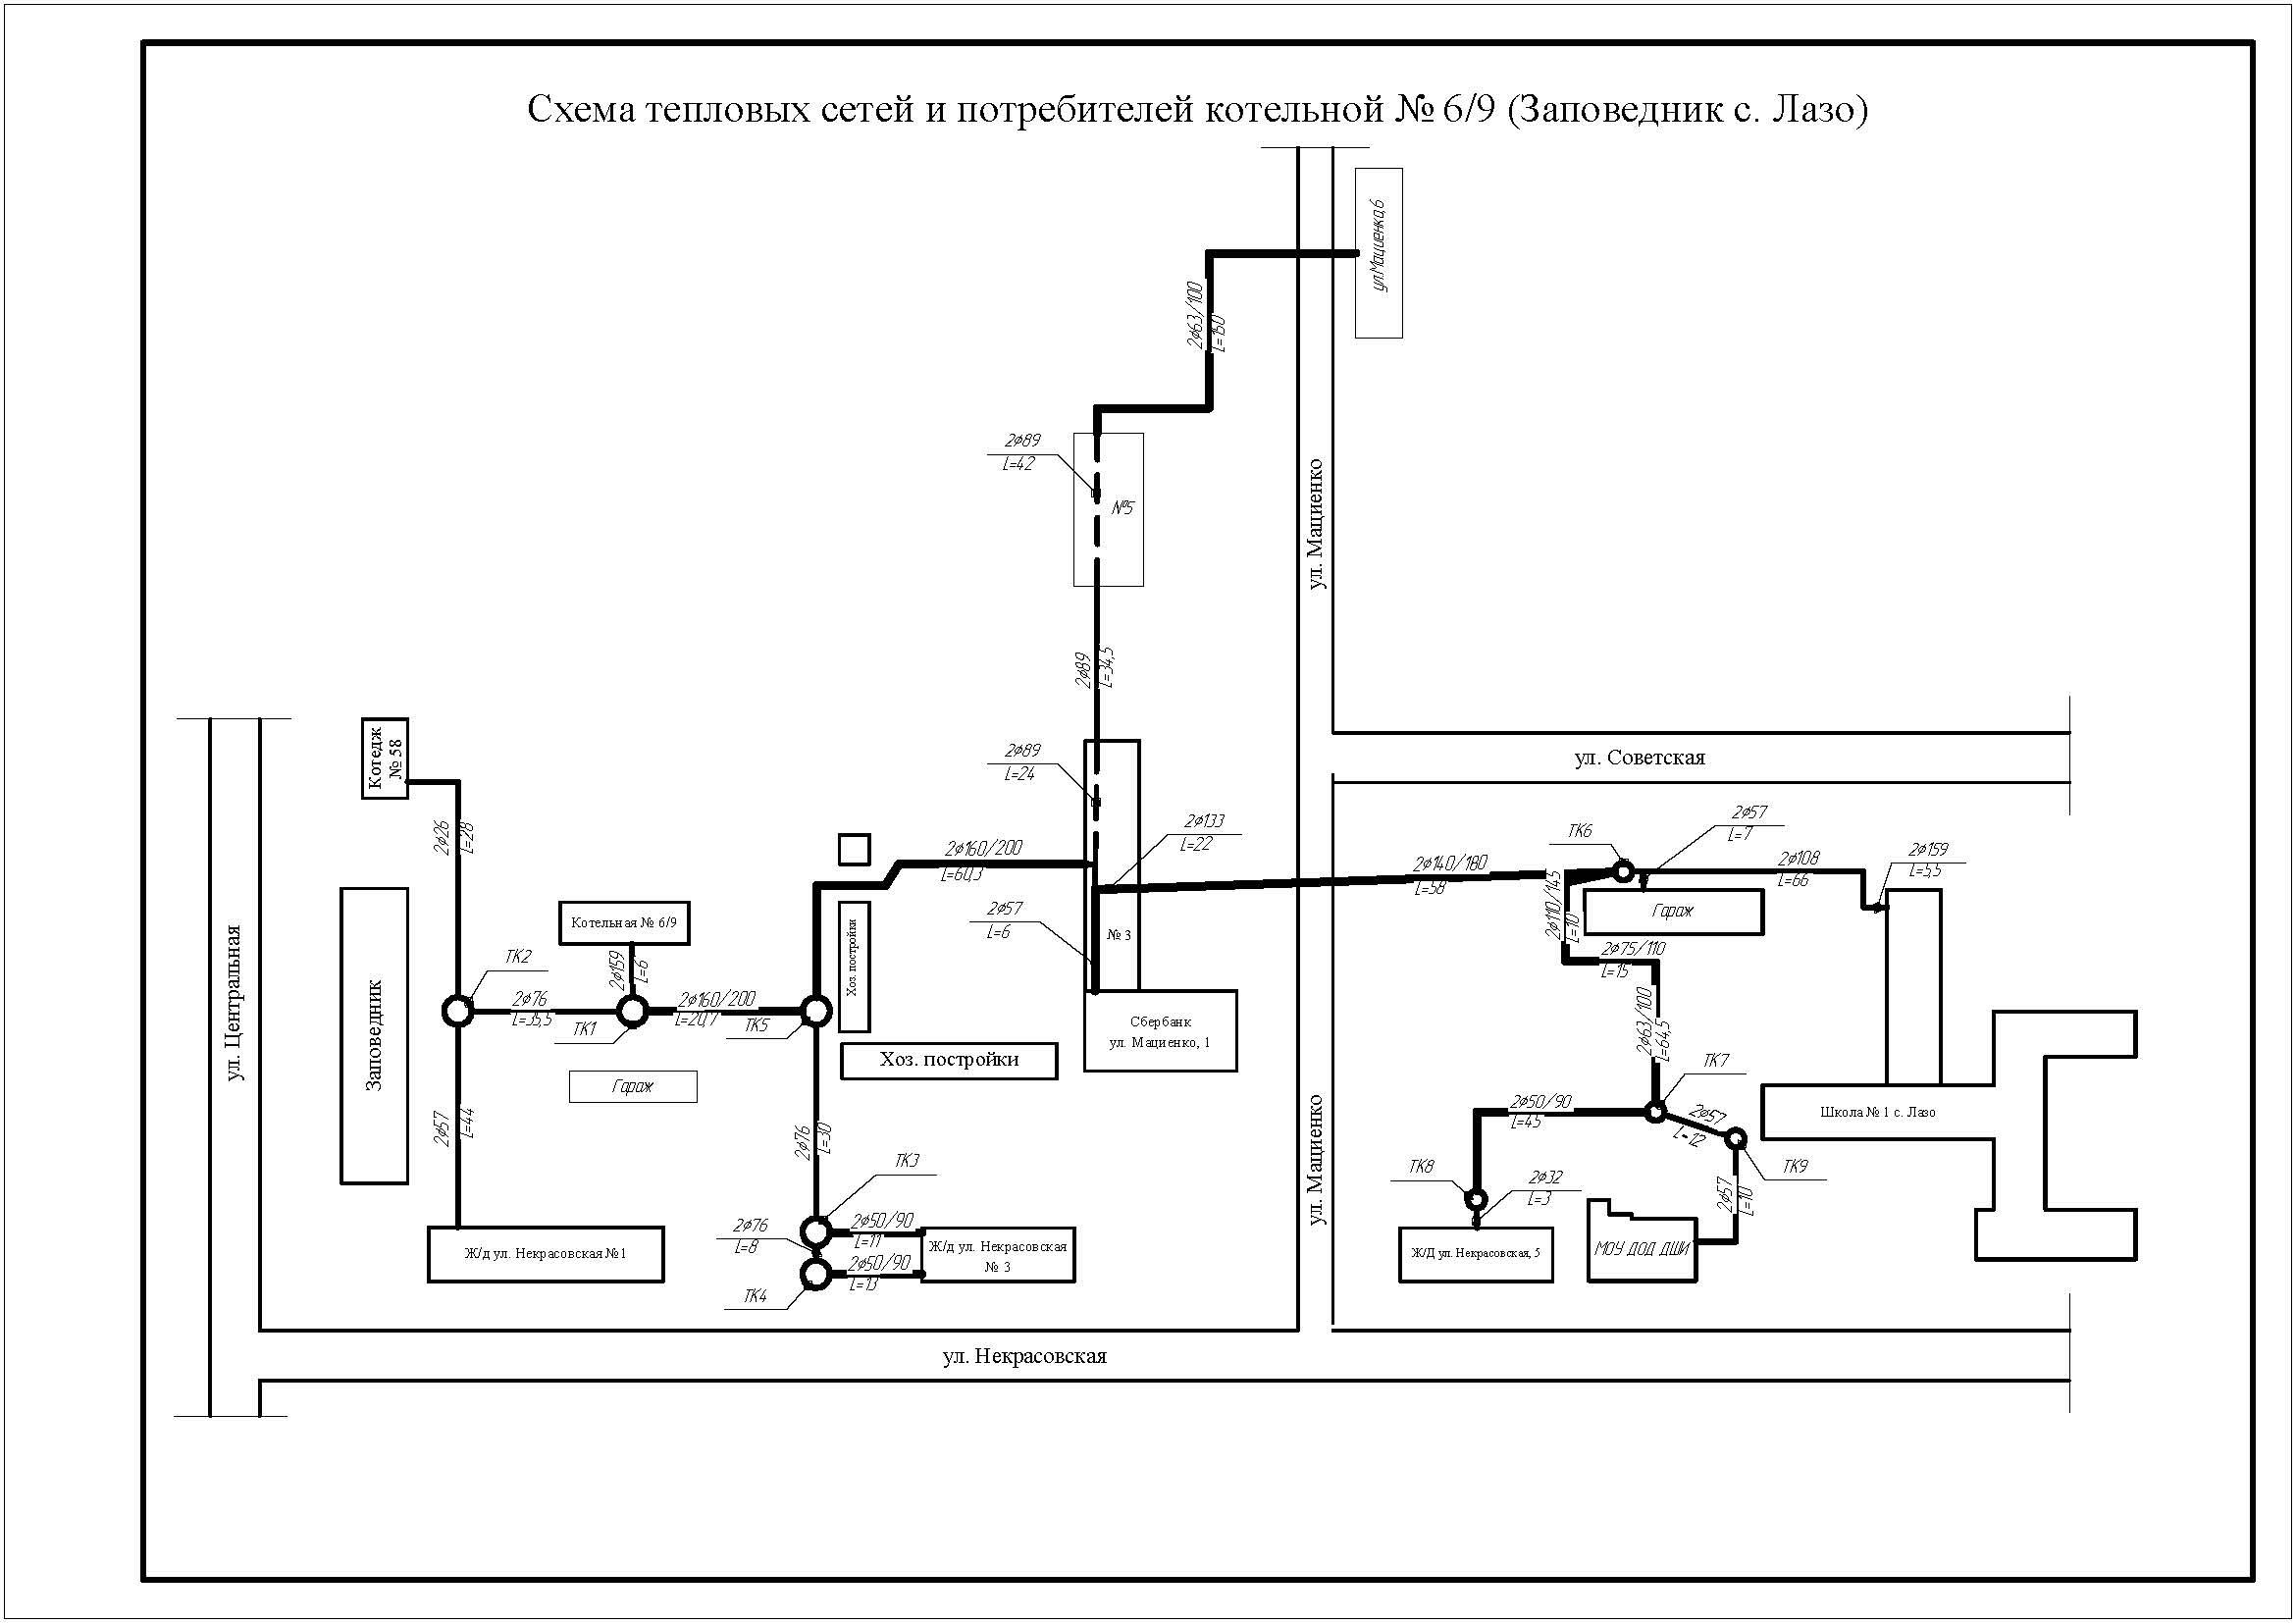 Схема тепловых сетей и потребителей котельной № 6/9 (Заповедник с. Лазо)
ул.Мациенко,6
2ф63/100
L=150
2ф89
L=42
№5
ул. Мациенко
2ф89
L=34,5
Котедж
№ 58
2ф89
L=24
ул. Советская
2ф26
L=28
2ф133
L=22
2ф160/200
L=60,3
2ф140/180
L=58
ТК6
2ф57
L=7
2ф108
L=66
2ф159
L=5,5
Гараж
2ф110/145
L=10
2ф75/110
L=15
ул. Центральная
Заповедник
Котельная № 6/9
2ф159
L=6
Хоз. постройки
2ф57
L=6
№ 3
ТК2
2ф76
L=35,5
ТК1
2ф160/200
L=20,7
ТК5
Сбербанк
ул. Мациенко, 1
Хоз. постройки
Гараж
2ф63/100
L=64,5
ТК7
2ф57
L=44
2ф76
L=30
2ф50/90
L=45
2ф57
L=12
Школа № 1 с. Лазо
ул. Мациенко
ТК3
ТК8
2ф32
L=3
ТК9
2ф57
L=10
2ф76
L=8
2ф50/90
L=11
2ф50/90
L=13
ТК4
Ж/д ул. Некрасовская №1
Ж/д ул. Некрасовская
№ 3
Ж/Д ул. Некрасовская, 5
МОУ ДОД ДШИ
ул. Некрасовская